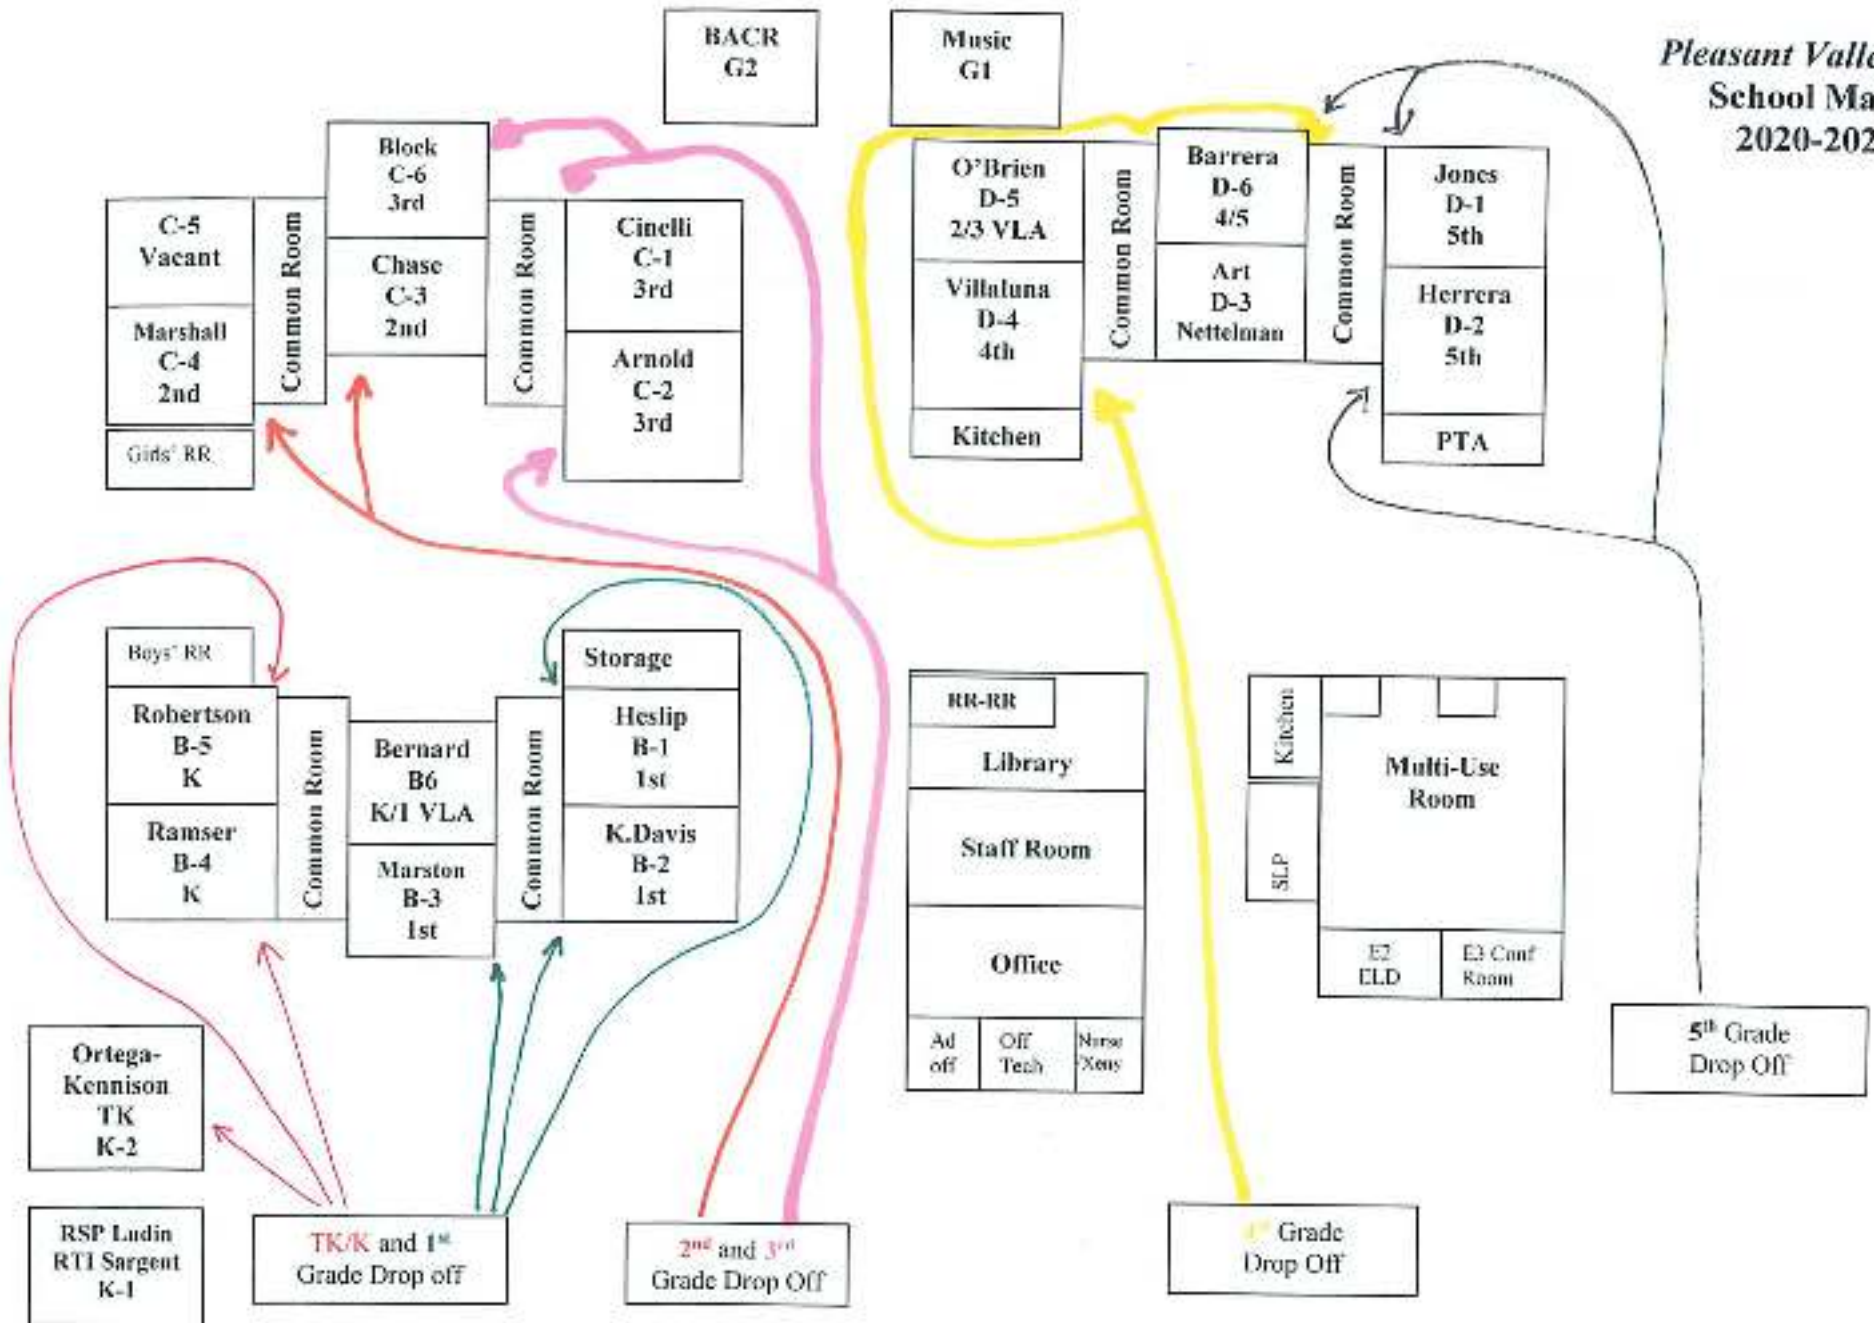 BACR
G2
Music
G1
School
Block
C-6
3rd
C-5
Vacant
Common Room
Chase
C-3
2nd
Common Room
Cinelli
C-1
3rd
Marshall
C-4
2nd
Arnold
C-2
3rd
Girls' RR
O'Brien
D-5
2/3 VLA
Common Room
Barrera
D-6
4/5
Common Room
Jones
D-1
5th
Villaluna
D-4
4th
Art
D-3
Nettelman
Herrera
D-2
5th
Kitchen
PTA
Boys' RR
Robertson
B-5
K
Common Room
Bernard
B6
K/1 VLA
Common Room
Storage
Heslip
B-1
1st
Ramser
B-4
K
Marston
B-3
1st
K.Davis
B-2
1st
RR-RR
Library
Staff Room
Office
Ad
off
Off
Tech
Nurse
Kitchen
SLP
Multi-Use
Room
E2
ELD
E3 Conf
Room
Ortega-
Kennison
TK
K-2
RSP Ludin
RTI Sargent
K-1
TK/K and 1st
Grade Drop off
2nd and 3rd
Grade Drop Off
Grade
Drop Off
5th Grade
Drop Off